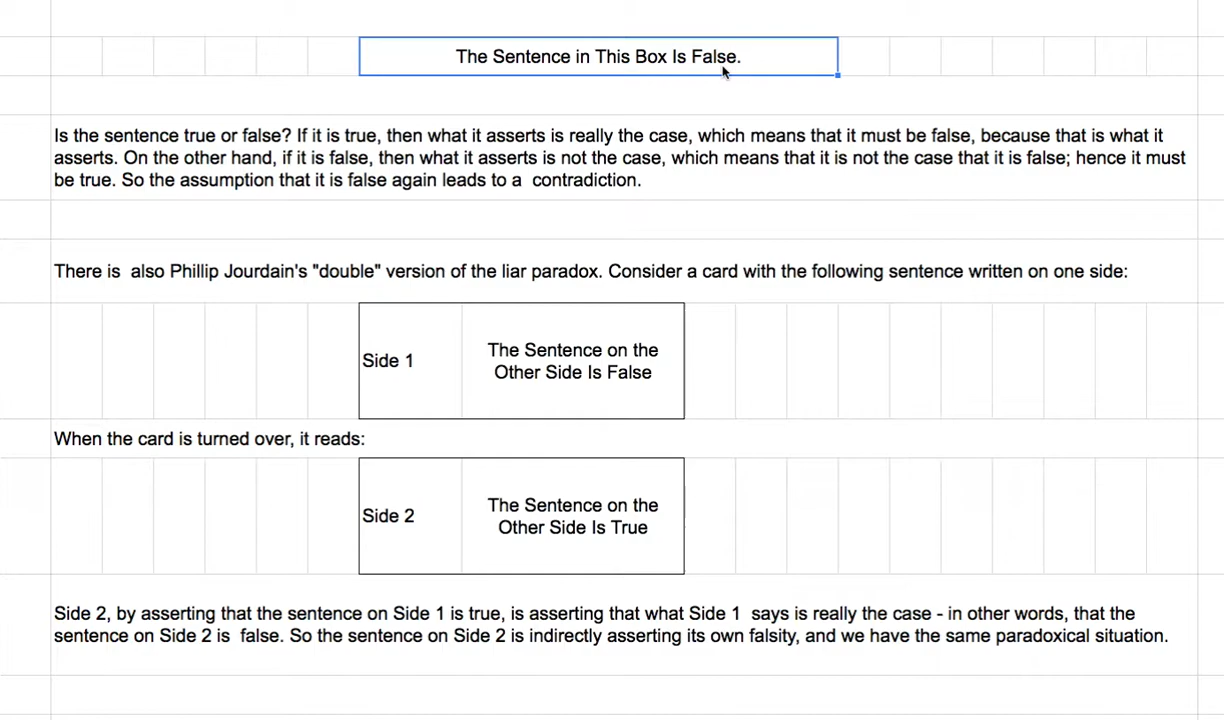 The Sentence in This Box Is False.
Is the sentence true or false? If it is true, then what it asserts is really the case, which means that it must be false, because that is what it
asserts. On the other hand, if it is false, then what it asserts is not the case, which means that it is not the case that it is false; hence it must
be true. So the assumption that it is false again leads to a  contradiction.
There is  also Phillip Jourdain's "double" version of the liar paradox. Consider a card with the following sentence written on one side:
Side 1
The Sentence on the
Other Side Is False
When the card is turned over, it reads:
Side 2
The Sentence on the
Other Side Is True
Side 2, by asserting that the sentence on Side 1 is true, is asserting that what Side 1  says is really the case - in other words, that the
sentence on Side 2 is  false. So the sentence on Side 2 is indirectly asserting its own falsity, and we have the same paradoxical situation.